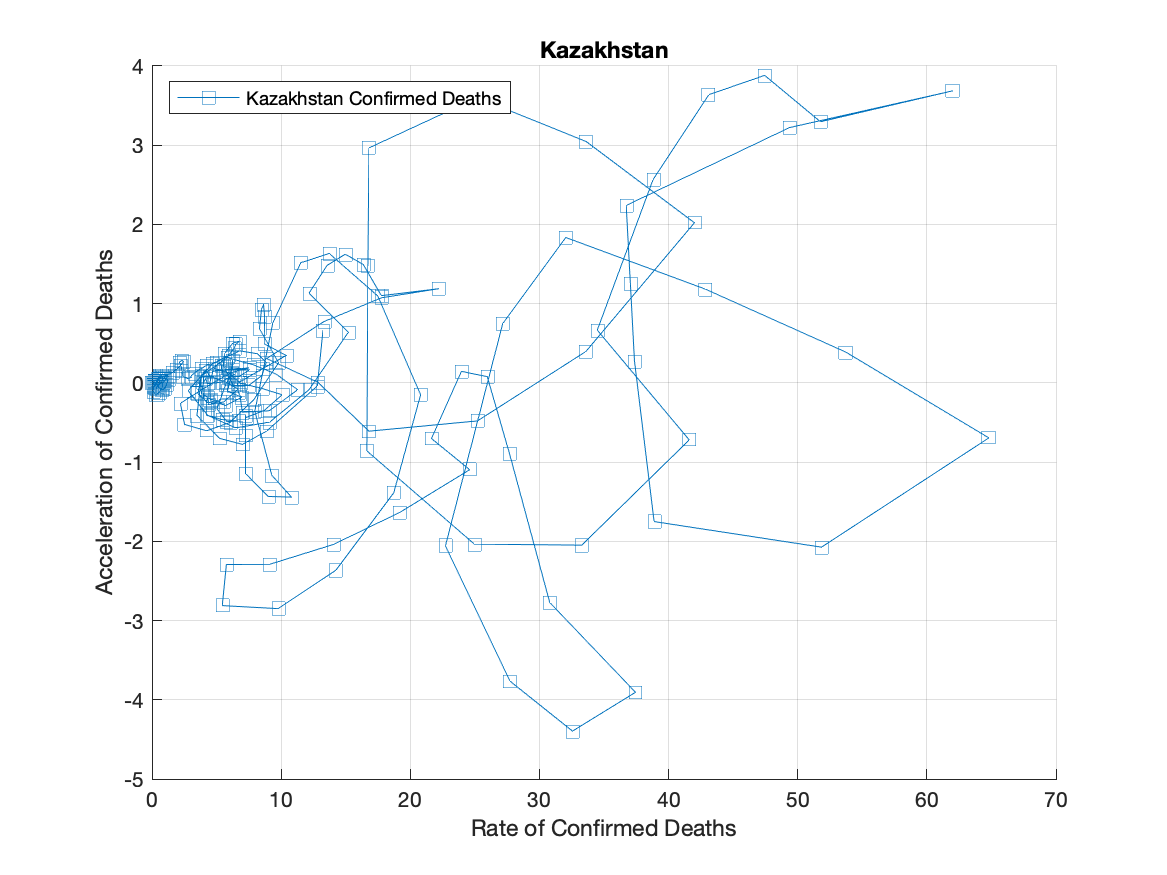 Kazakhstan
Kazakhstan Confirmed Deaths
Acceleration of Confirmed Deaths
4
3
2
1
0
-1
-2
-3
-4
-5
0 10 20 30 40 50 60 70
Rate of Confirmed Deaths